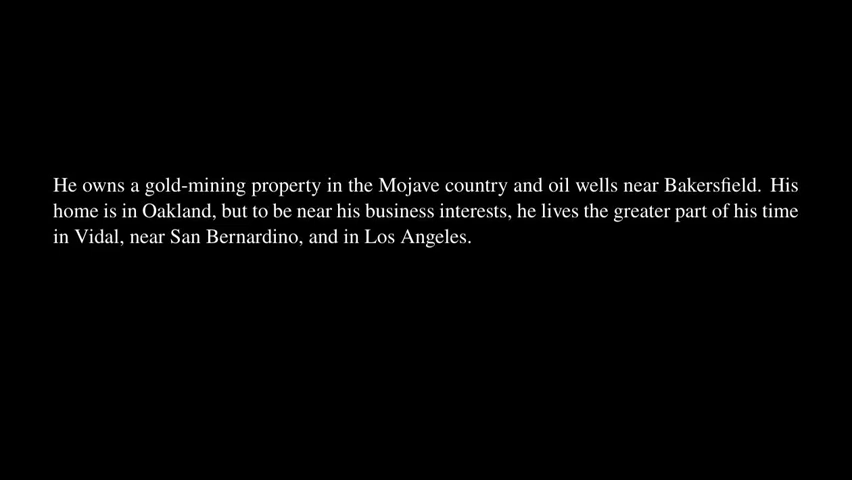 He owns a gold-mining property in the Mojave country and oil wells near Bakersfield. His
home is in Oakland, but to be near his business interests, he lives the greater part of his time
in Vidal, near San Bernardino, and in Los Angeles.